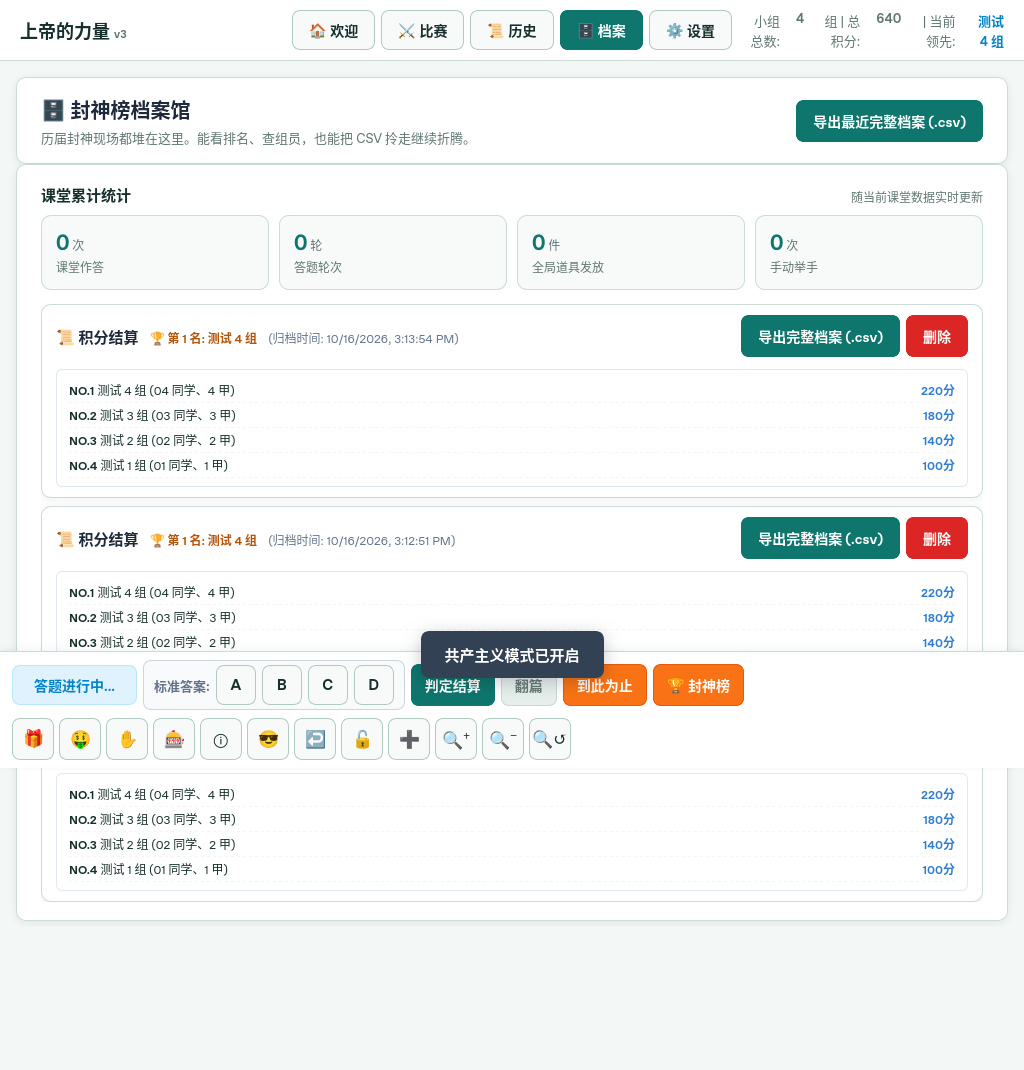 上帝的力量 v3
🏠 欢迎
⚔️ 比赛
📜 历史
🗄️ 档案
⚙️ 设置
小组总数: 4 组 | 总积分: 640 | 当前领先: 测试 4 组
🗄️ 封神榜档案馆
历届封神现场都堆在这里。能看排名、查组员，也能把 CSV 拎走继续折腾。
导出最近完整档案 (.csv)
课堂累计统计
随当前课堂数据实时更新
0 次
课堂作答
0 轮
答题轮次
0 件
全局道具发放
0 次
手动举手
📜 积分结算 🏆 第 1 名: 测试 4 组 (归档时间: 10/16/2026, 3:13:54 PM)
导出完整档案 (.csv)
删除
NO.1 测试 4 组 (04 同学、4 甲) 220分
NO.2 测试 3 组 (03 同学、3 甲) 180分
NO.3 测试 2 组 (02 同学、2 甲) 140分
NO.4 测试 1 组 (01 同学、1 甲) 100分
📜 积分结算 🏆 第 1 名: 测试 4 组 (归档时间: 10/16/2026, 3:12:51 PM)
导出完整档案 (.csv)
删除
NO.1 测试 4 组 (04 同学、4 甲) 220分
NO.2 测试 3 组 (03 同学、3 甲) 180分
NO.3 测试 2 组 (02 同学、2 甲) 140分
共产主义模式已开启
答题进行中...
标准答案: A B C D
判定结算
翻篇
到此为止
🏆 封神榜
NO.1 测试 4 组 (04 同学、4 甲) 220分
NO.2 测试 3 组 (03 同学、3 甲) 180分
NO.3 测试 2 组 (02 同学、2 甲) 140分
NO.4 测试 1 组 (01 同学、1 甲) 100分